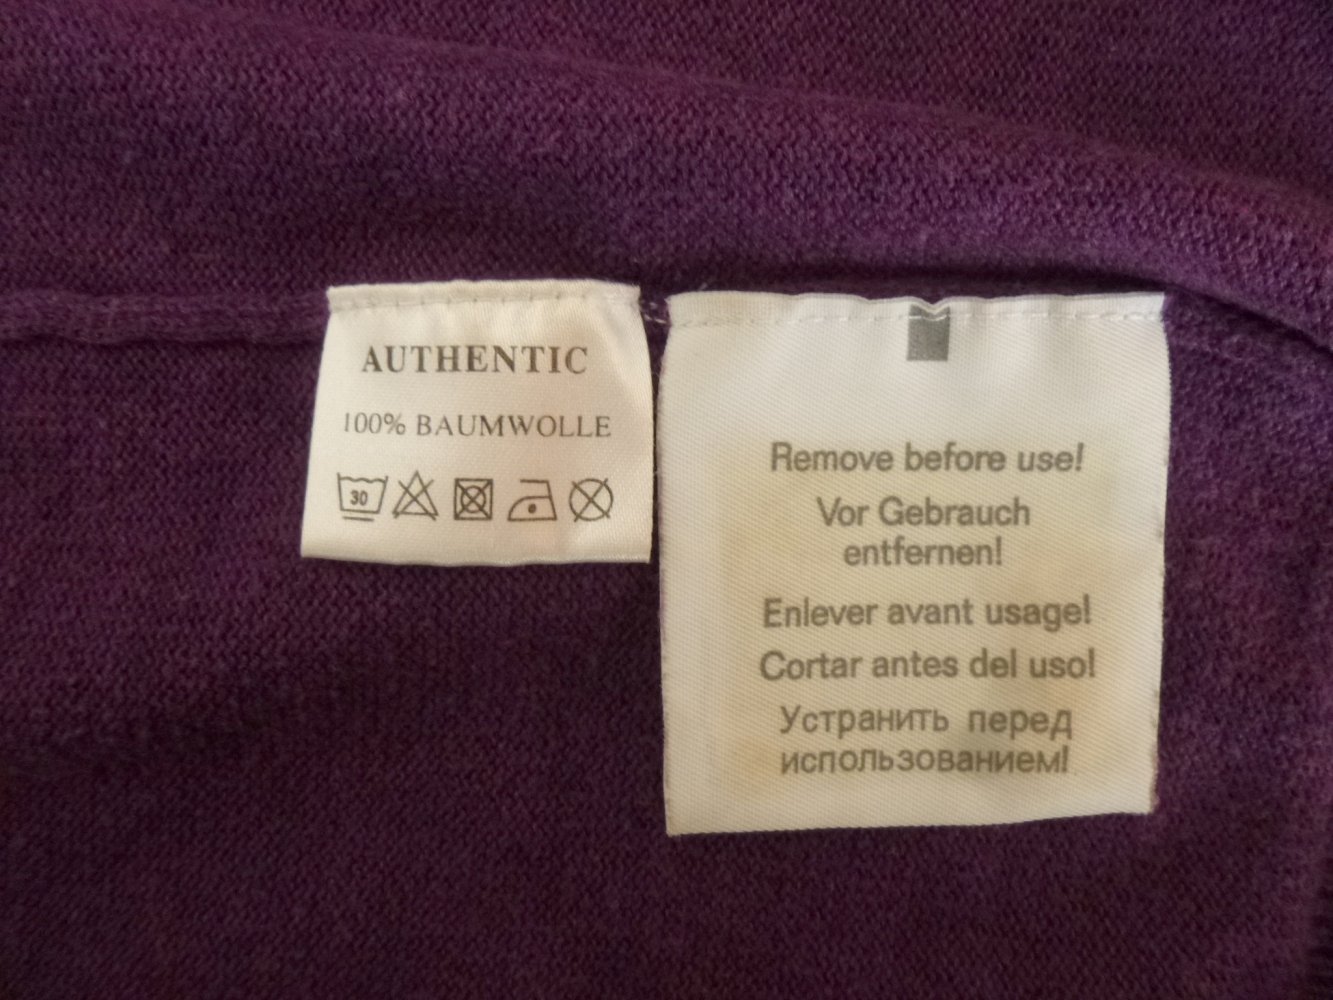 AUTHENTIC
100% BAUMWOLLE
30
Remove before use!
Vor Gebrauch
entfernen!
Enlever avant usage!
Cortar antes del uso!
Устранить перед
использованием!